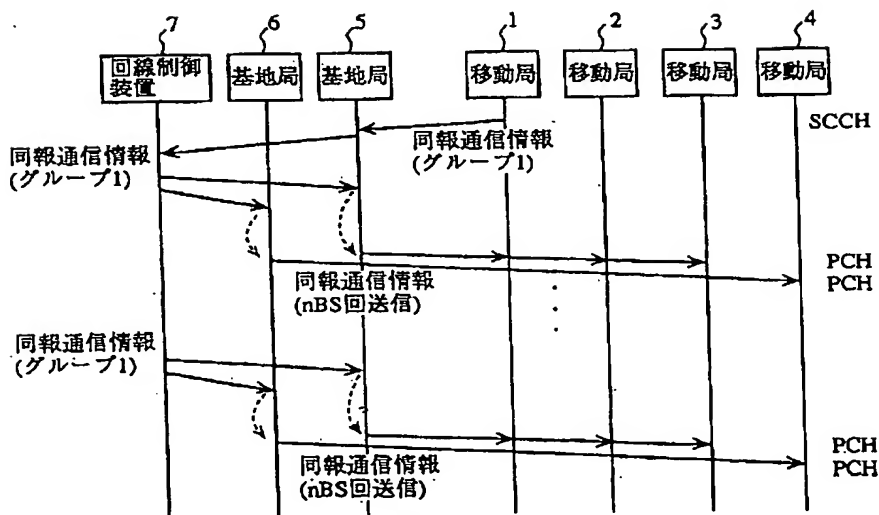 7
6
5
1
2
3
4
回線制御
装置
基地局
基地局
移動局
移動局
移動局
移動局
SCCH
同報通信情報
(グループ1)
同報通信情報
(グループ1)
PCH
PCH
同報通信情報
(nBS回送信)
同報通信情報
(グループ1)
PCH
PCH
同報通信情報
(nBS回送信)